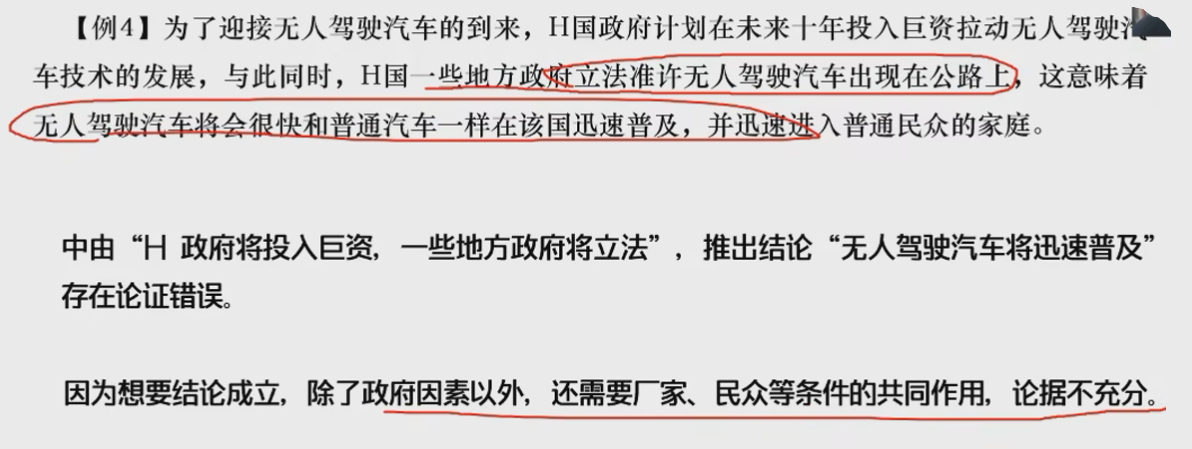 【例4】为了迎接无人驾驶汽车的到来，H国政府计划在未来十年投入巨资拉动无人驾驶汽
车技术的发展，与此同时，H国一些地方政府立法准许无人驾驶汽车出现在公路上，这意味着
无人驾驶汽车将会很快和普通汽车一样在该国迅速普及，并迅速进入普通民众的家庭。
中由“H 政府将投入巨资，一些地方政府将立法”，推出结论“无人驾驶汽车将迅速普及”
存在论证错误。
因为想要结论成立，除了政府因素以外，还需要厂家、民众等条件的共同作用，论据不充分。